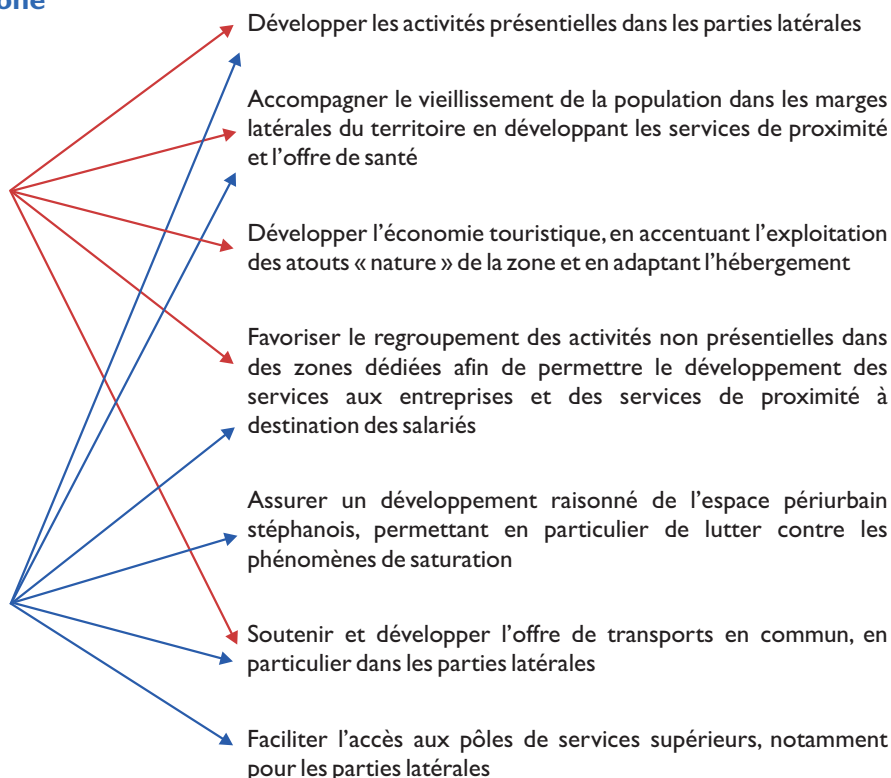 Développer les activités présentielles dans les parties latérales
Accompagner le vieillissement de la population dans les marges
latérales du territoire en développant les services de proximité
et l’offre de santé
Développer l’économie touristique, en accentuant l’exploitation
des atouts « nature » de la zone et en adaptant l’hébergement
Favoriser le regroupement des activités non présentielles dans
des zones dédiées afin de permettre le développement des
services aux entreprises et des services de proximité à
destination des salariés
Assurer un développement raisonné de l’espace périurbain
stéphanois, permettant en particulier de lutter contre les
phénomènes de saturation
Soutenir et développer l’offre de transports en commun, en
particulier dans les parties latérales
Faciliter l’accès aux pôles de services supérieurs, notamment
pour les parties latérales